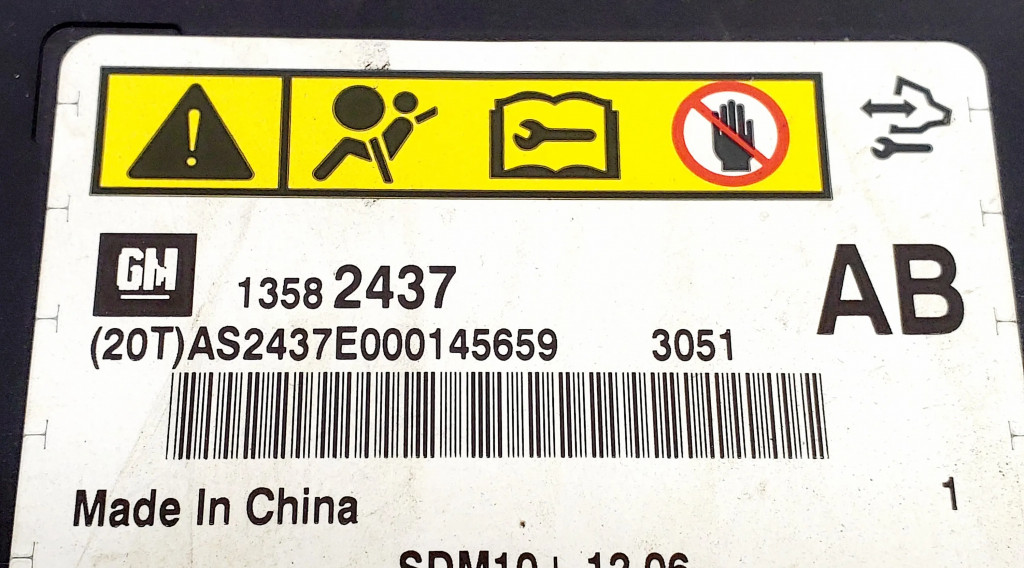 GM
1358 2437
AB
(20T)AS2437E000145659 3051
Made In China
1